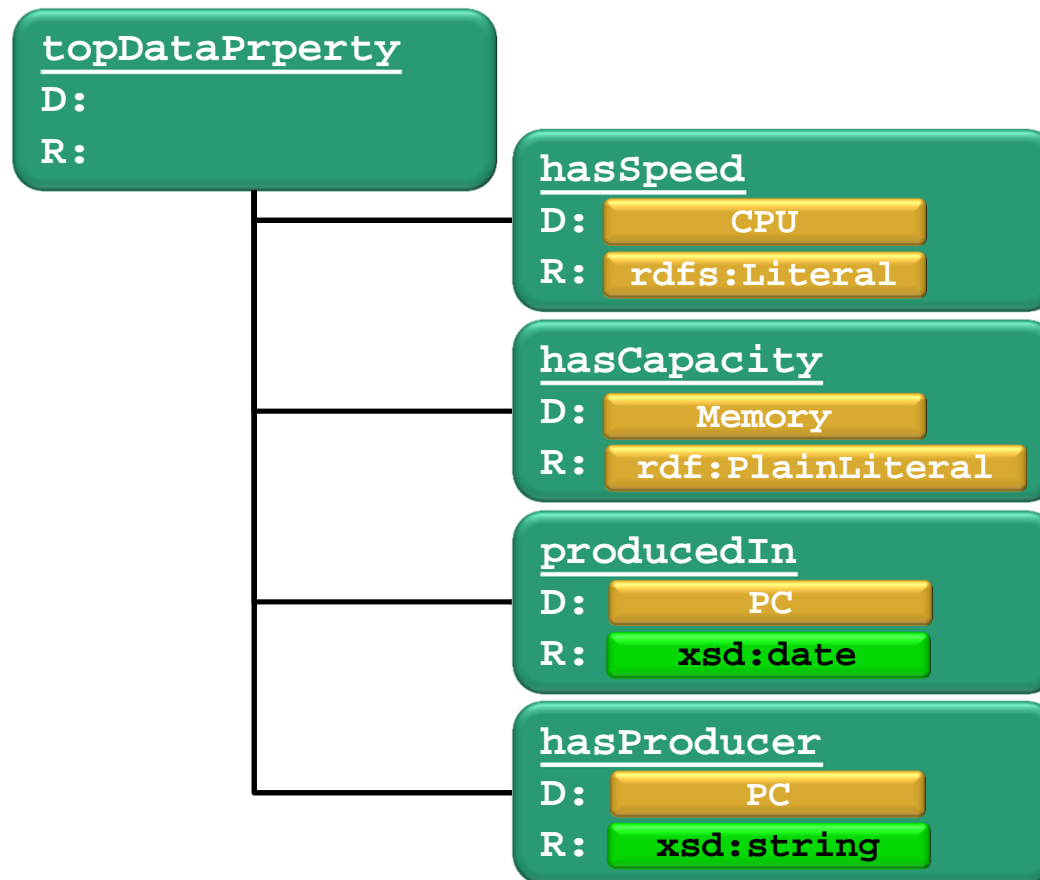 topDataPrperty
D:
R:
hasSpeed
D: CPU
R: rdfs:Literal
hasCapacity
D: Memory
R: rdf:PlainLiteral
producedIn
D: PC
R: xsd:date
hasProducer
D: PC
R: xsd:string